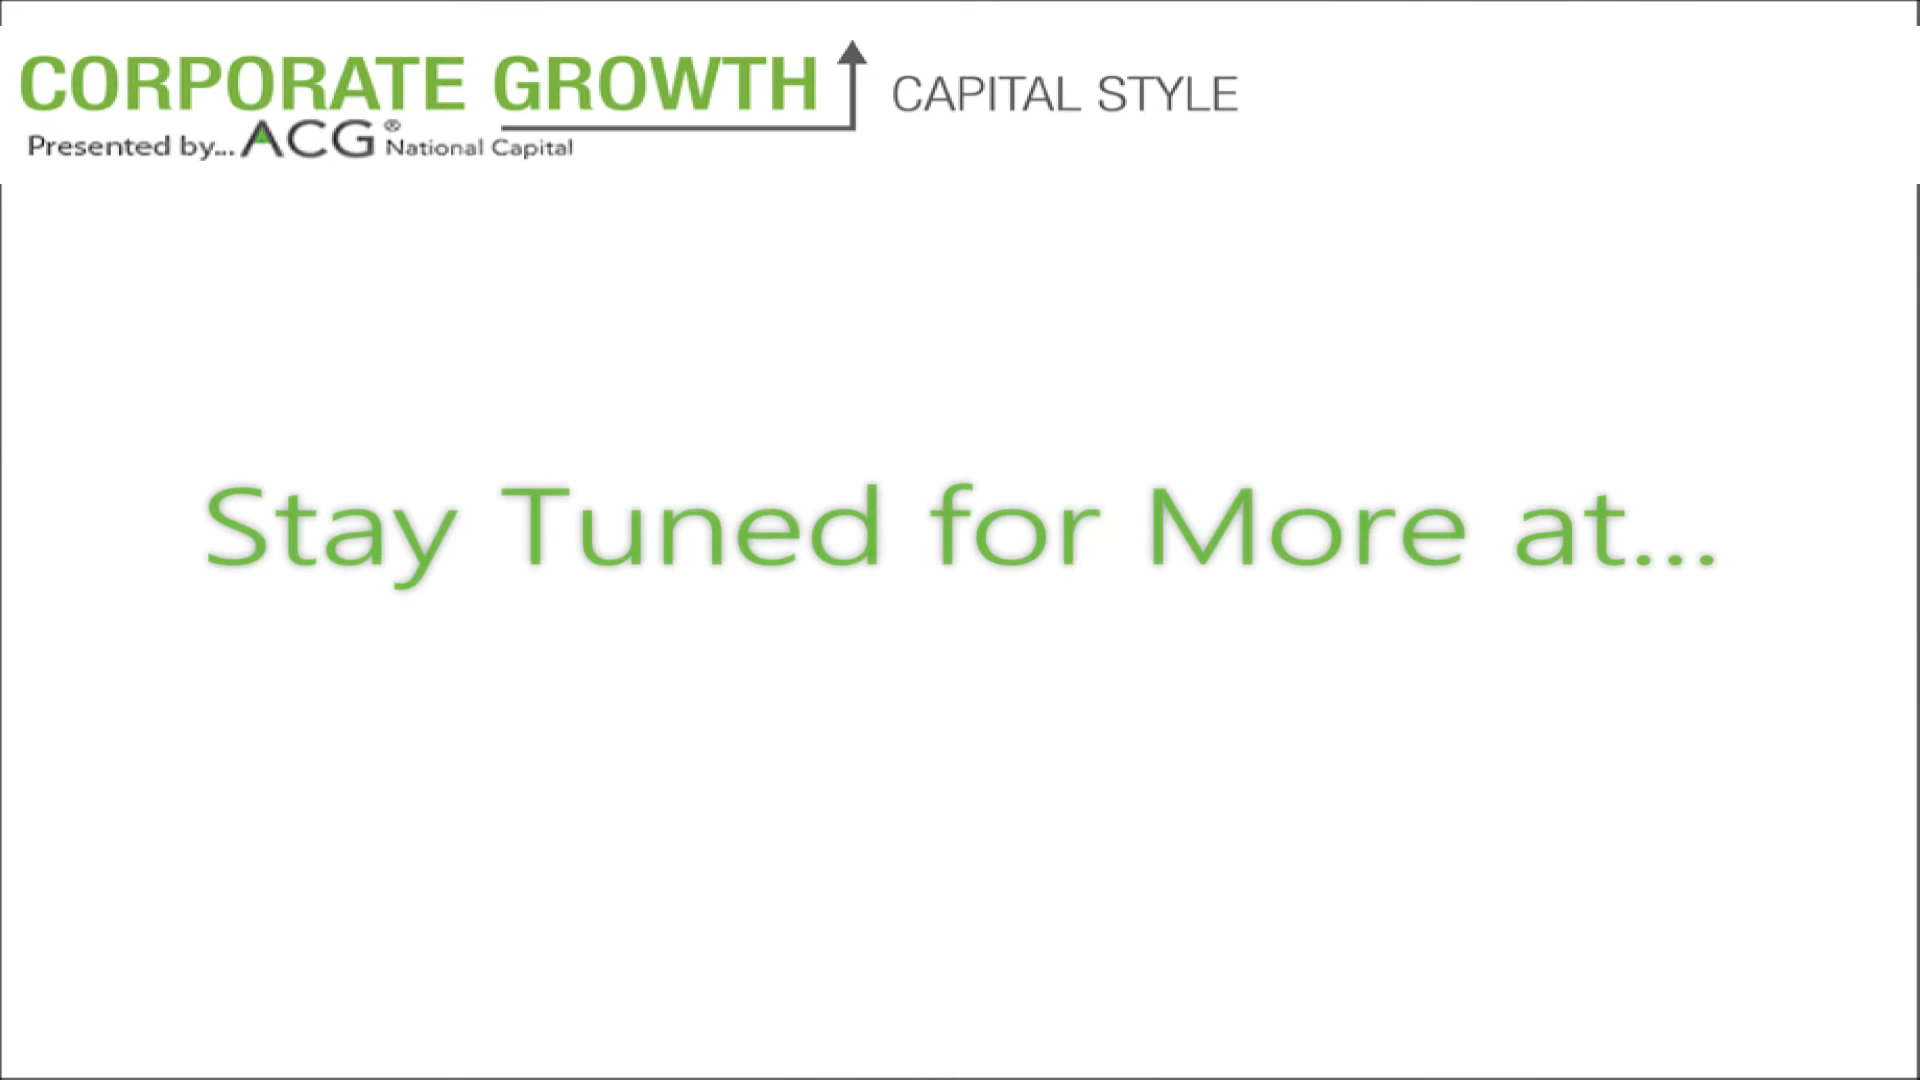 CORPORATE GROWTH CAPITAL STYLE
Presented by... ACG® National Capital
Stay Tuned for More at...